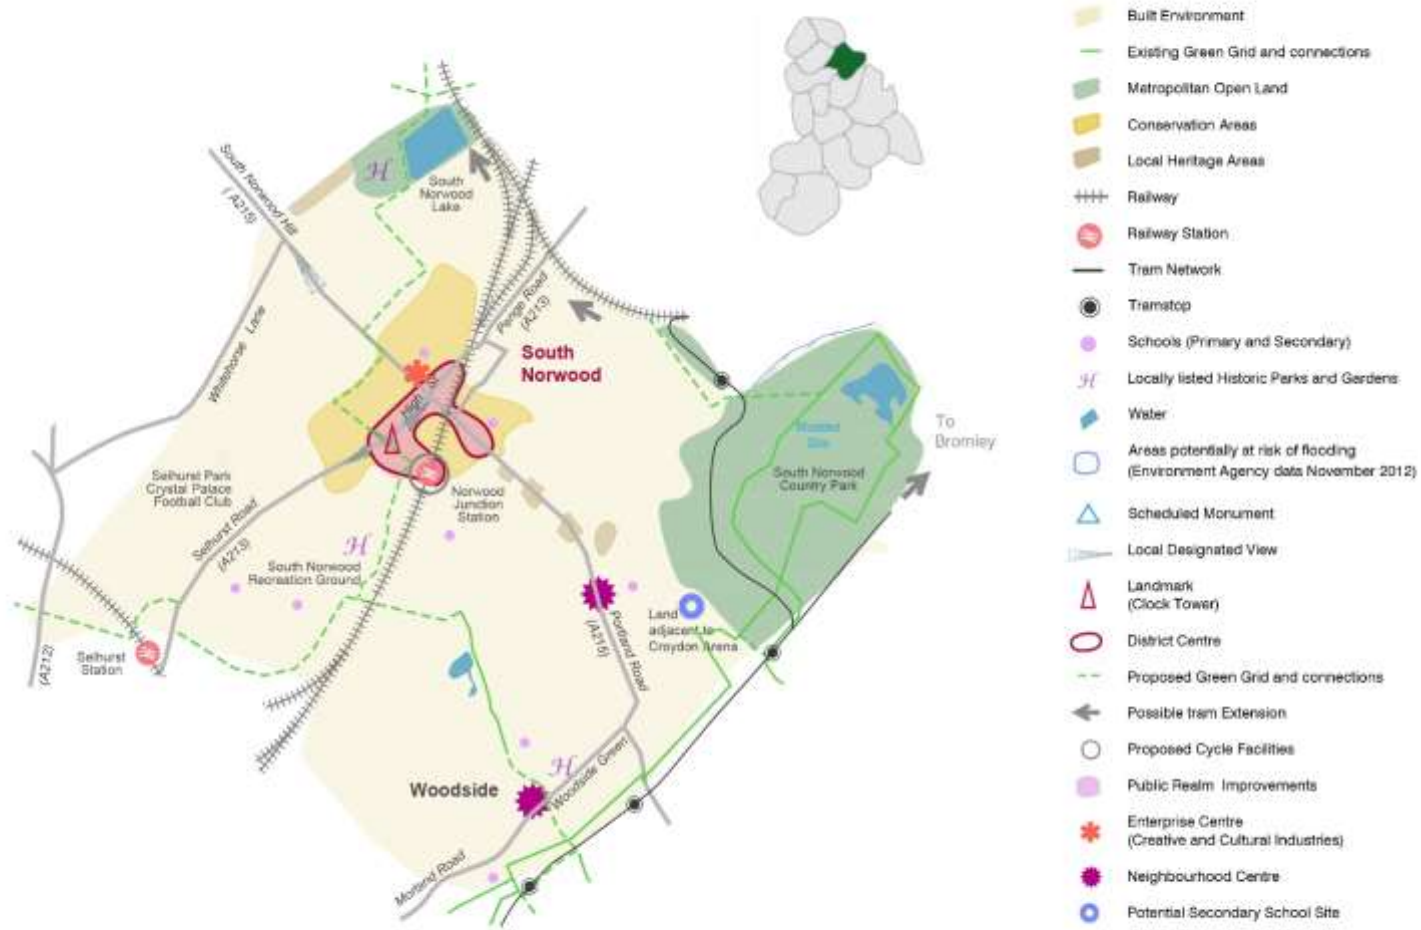 South Norwood Hill
(A215)
South
Norwood
Lake
Whitehorse Lane
Penge Road
(A213)
South
Norwood
High
Selhurst Park
Crystal Palace
Football Club
Selhurst Road
(A213)
Norwood
Junction
Station
South Norwood
Recreation Ground
H
H
H
South Norwood
Country Park
To
Bromley
Land
adjacent to
Croydon Arena
Portland Road
(A215)
Selhurst
Station
(A212)
Woodside
Woodside Green
Morland Road
Built Environment
Existing Green Grid and connections
Metropolitan Open Land
Conservation Areas
Local Heritage Areas
Railway
Railway Station
Tram Network
Tramstop
Schools (Primary and Secondary)
H Locally listed Historic Parks and Gardens
Water
Areas potentially at risk of flooding
(Environment Agency data November 2012)
Scheduled Monument
Local Designated View
Landmark
(Clock Tower)
District Centre
Proposed Green Grid and connections
Possible tram Extension
Proposed Cycle Facilities
Public Realm Improvements
Enterprise Centre
(Creative and Cultural Industries)
Neighbourhood Centre
Potential Secondary School Site